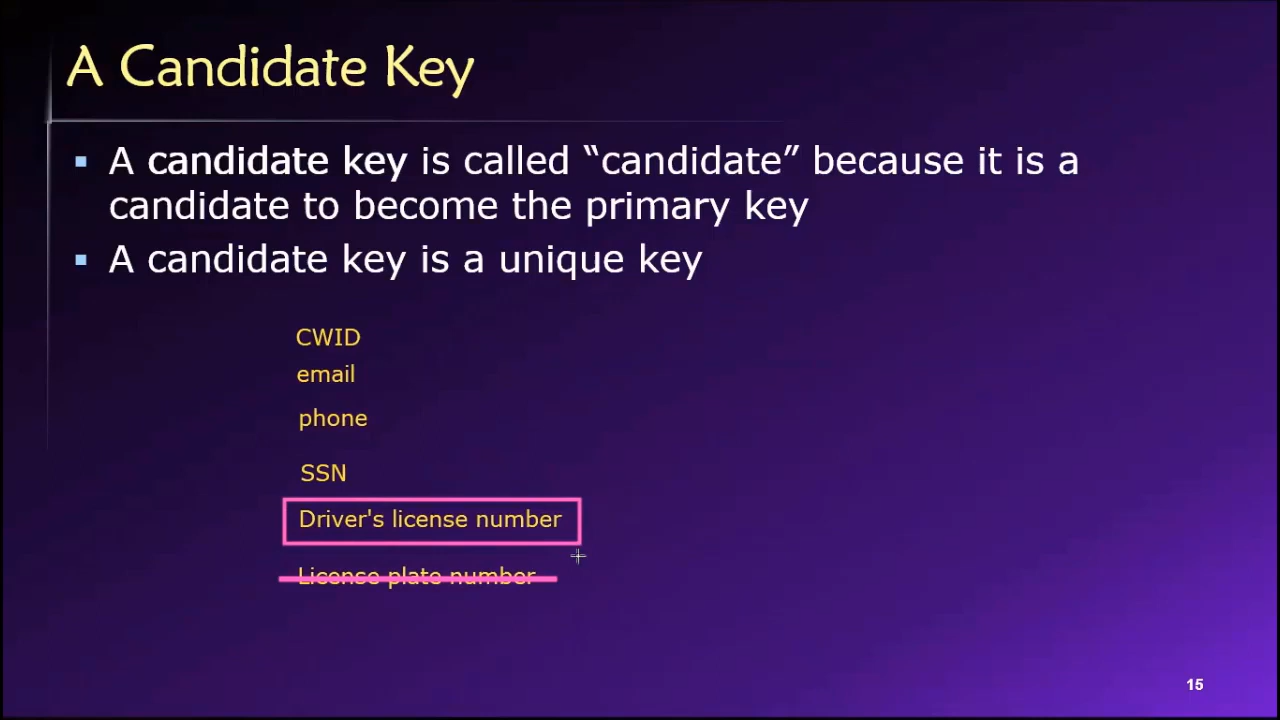 A Candidate Key
▪ A candidate key is called “candidate” because it is a
candidate to become the primary key
▪ A candidate key is a unique key
CWID
email
phone
SSN
Driver's license number
License plate number
15